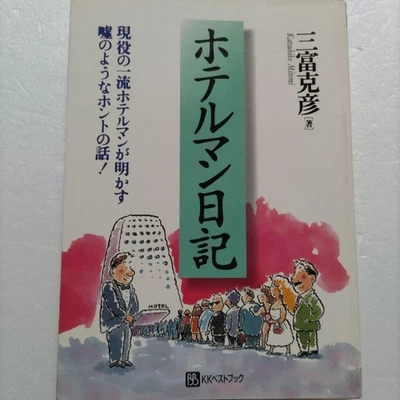 三富克彦[著]
Katsuhiko Mitomi
ホテルマン日記
現役の一流ホテルマンが明かす
嘘のようなホントの話！
HOTEL
BB KKベストブック